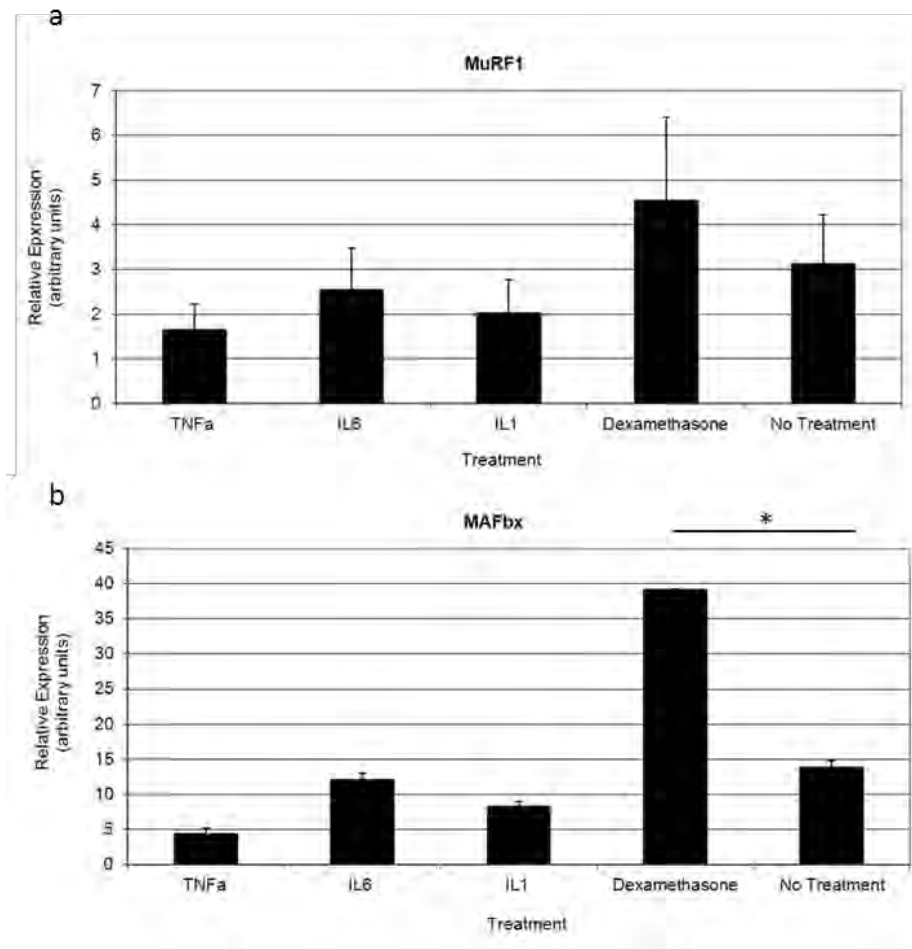 a
MuRF1
7
6
5
4
3
2
1
0
Relative Epxression
(arbitrary units)
TNFa IL6 IL1 Dexamethasone No Treatment
Treatment
b
MAFbx
*
45
40
35
30
25
20
15
10
5
0
Relative Expression
(arbitrary units)
TNFa IL6 IL1 Dexamethasone No Treatment
Treatment